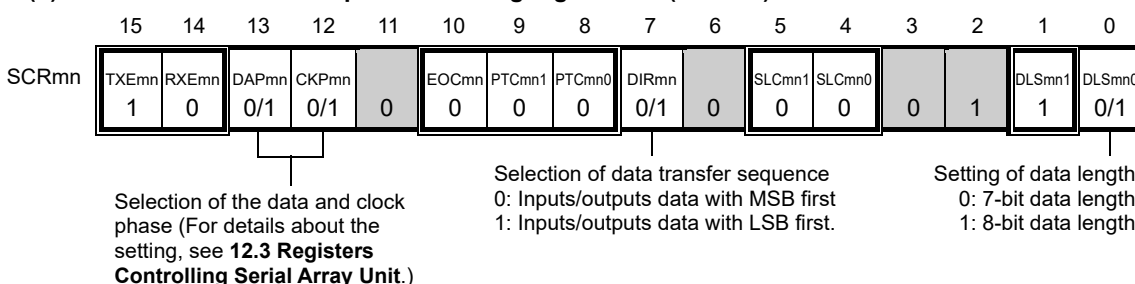 15 14 13 12 11 10 9 8 7 6 5 4 3 2 1 0
SCRmn TXEmn RXEmn DAPmn CKPmn EOCmn PTCmn1 PTCmn0 DIRmn SLCmn1 SLCmn0 DLSmn1 DLSmn0
1 0 0/1 0/1 0 0 0 0 0/1 0 0 0 0 1 1 0/1
Selection of the data and clock
phase (For details about the
setting, see 12.3 Registers
Controlling Serial Array Unit.)
Selection of data transfer sequence
0: Inputs/outputs data with MSB first
1: Inputs/outputs data with LSB first.
Setting of data length
0: 7-bit data length
1: 8-bit data length